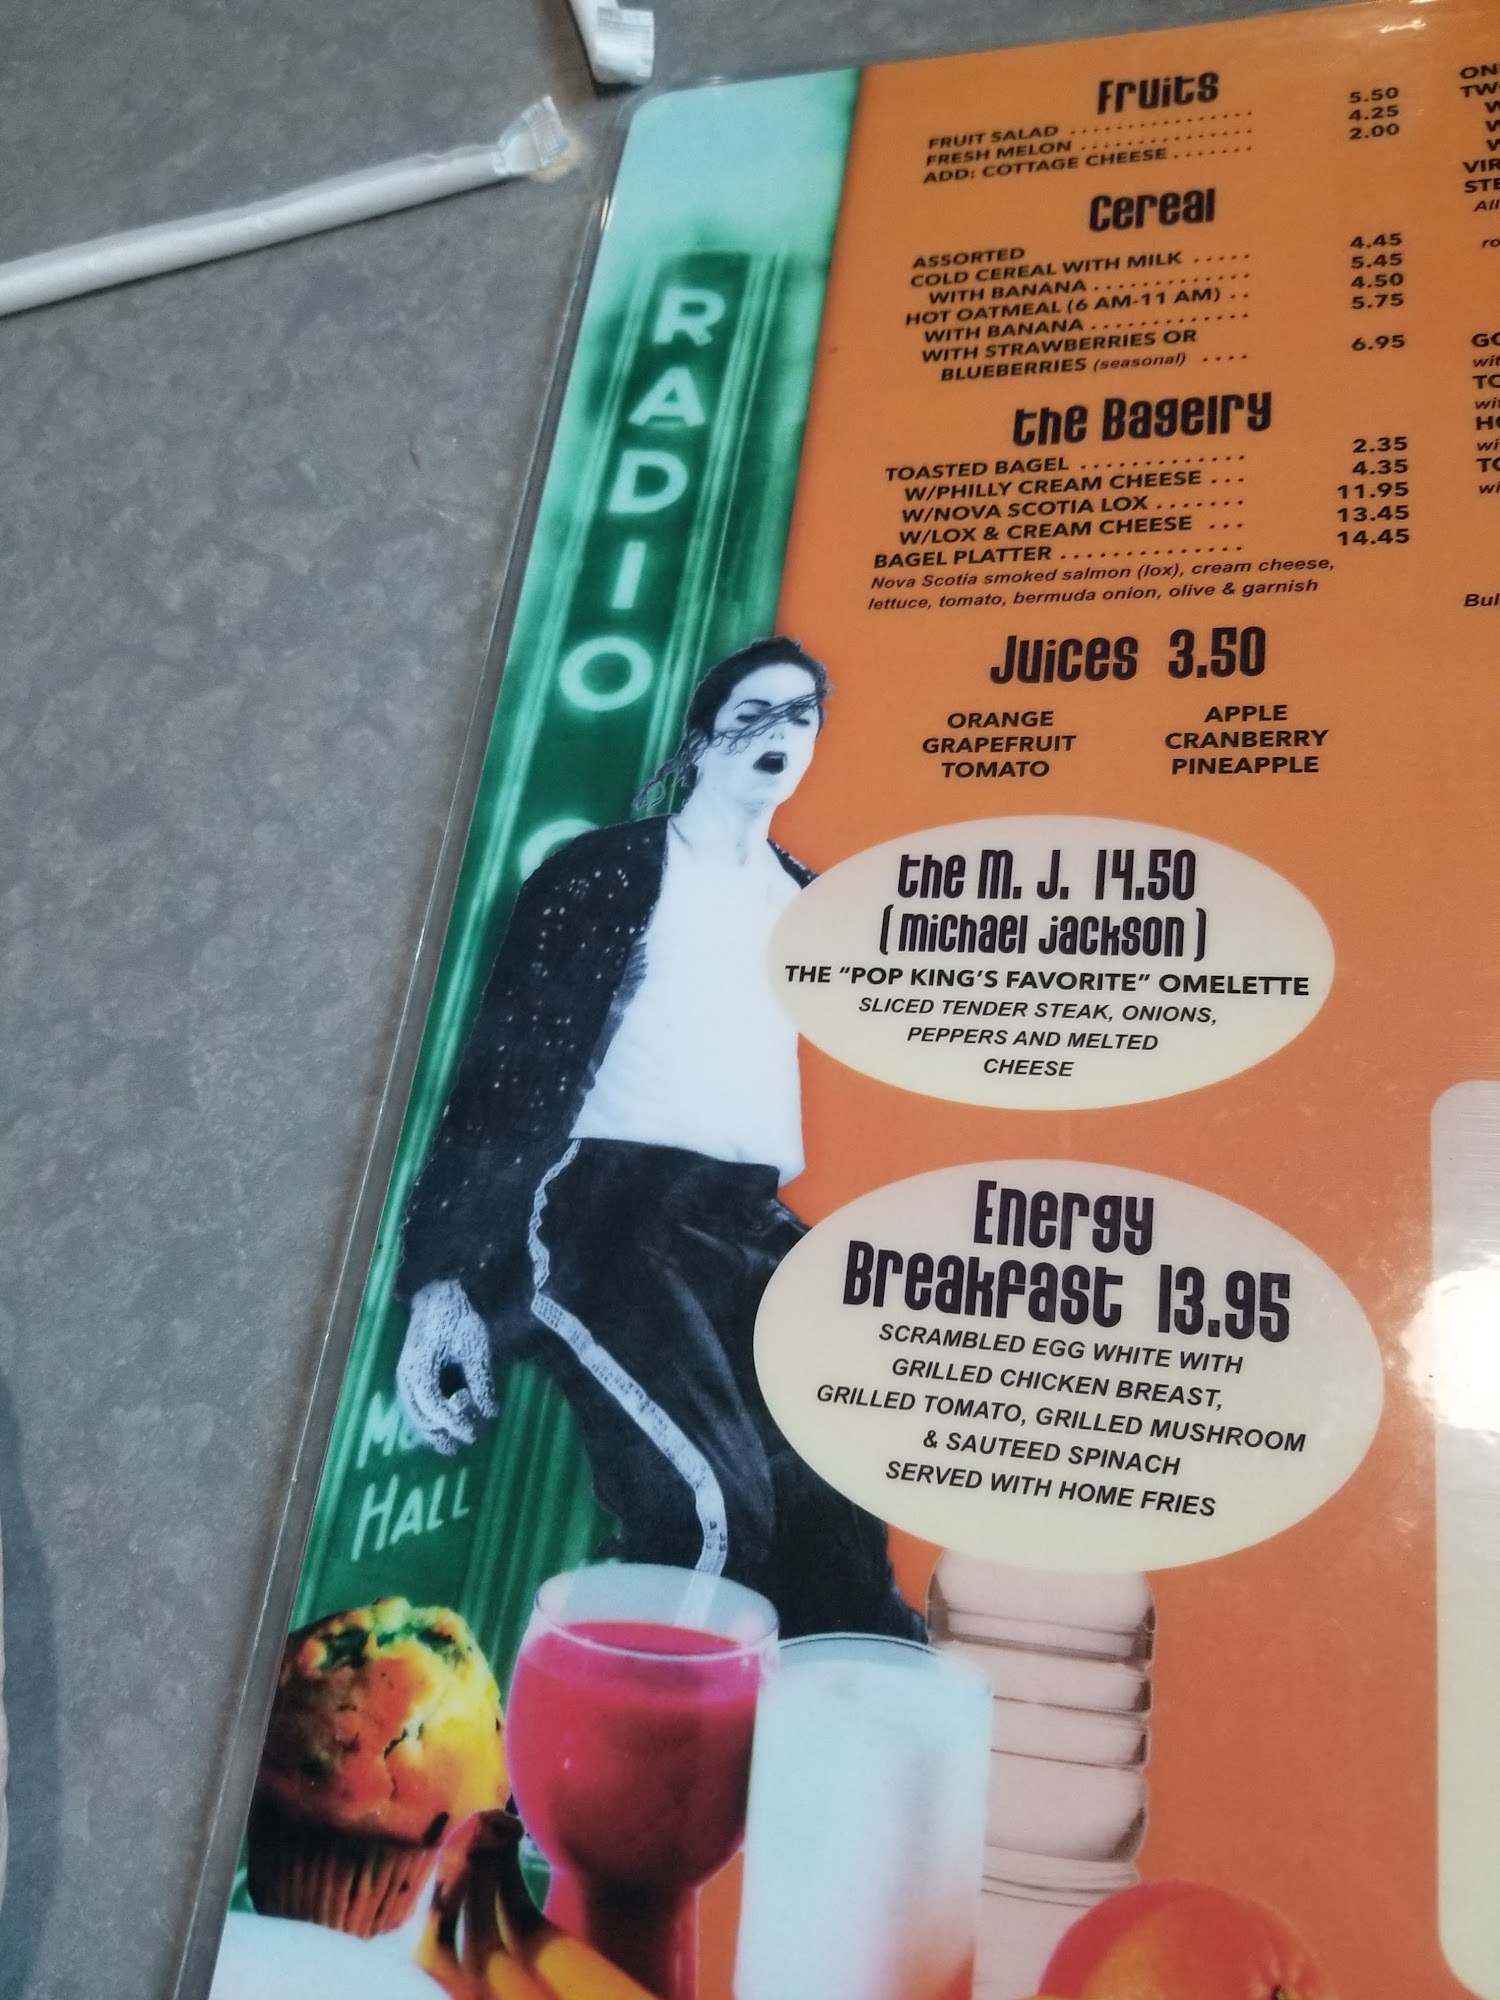 RADIO
MU
HALL
Fruits
FRUIT SALAD .............. 5.50
FRESH MELON ............. 4.25
ADD: COTTAGE CHEESE ....... 2.00
Cereal
ASSORTED
COLD CEREAL WITH MILK ..... 4.45
WITH BANANA ............ 5.45
HOT OATMEAL (6 AM-11 AM) .. 4.50
WITH BANANA ............ 5.75
WITH STRAWBERRIES OR
BLUEBERRIES (seasonal) .... 6.95
the Bagelry
TOASTED BAGEL ............. 2.35
W/PHILLY CREAM CHEESE ... 4.35
W/NOVA SCOTIA LOX ....... 11.95
W/LOX & CREAM CHEESE ... 13.45
BAGEL PLATTER .............. 14.45
Nova Scotia smoked salmon (lox), cream cheese,
lettuce, tomato, bermuda onion, olive & garnish
Juices 3.50
ORANGE APPLE
GRAPEFRUIT CRANBERRY
TOMATO PINEAPPLE
the M. J. 14.50
(Michael Jackson)
THE “POP KING’S FAVORITE” OMELETTE
SLICED TENDER STEAK, ONIONS,
PEPPERS AND MELTED
CHEESE
Energy
Breakfast 13.95
SCRAMBLED EGG WHITE WITH
GRILLED CHICKEN BREAST,
GRILLED TOMATO, GRILLED MUSHROOM
& SAUTEED SPINACH
SERVED WITH HOME FRIES